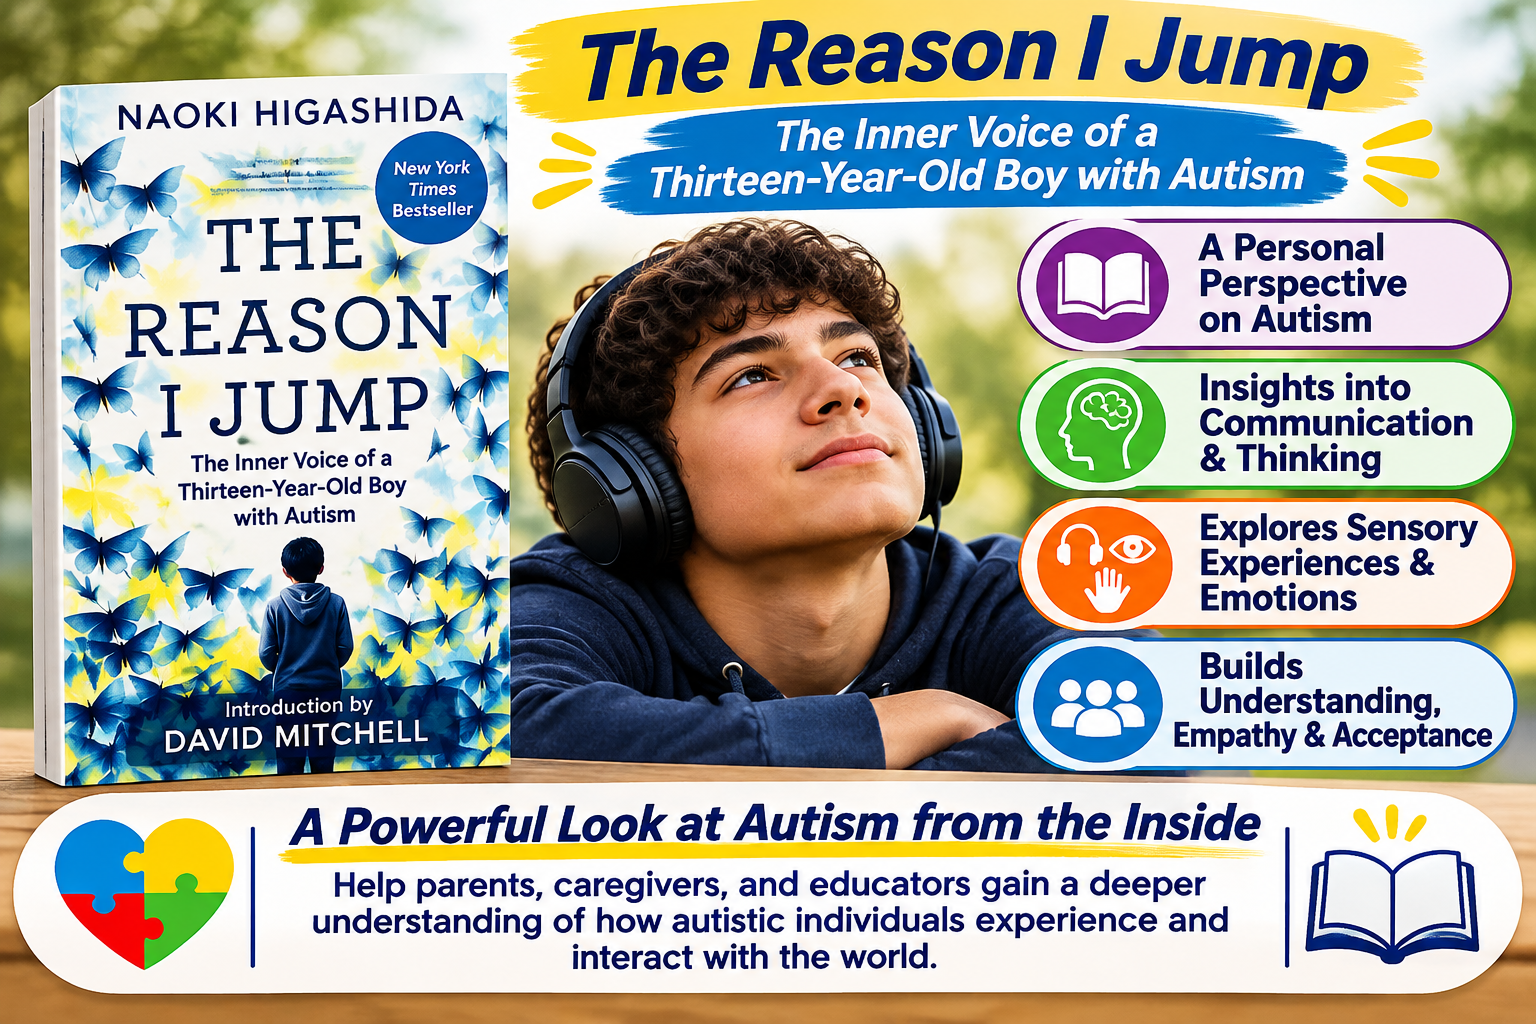 NAOKI HIGASHIDA
New York
Times
Bestseller
THE
REASON
I JUMP
The Inner Voice of a
Thirteen-Year-Old Boy
with Autism
Introduction by
DAVID MITCHELL
The Reason I Jump
The Inner Voice of a
Thirteen-Year-Old Boy with Autism
A Personal
Perspective
on Autism
Insights into
Communication
& Thinking
Explores Sensory
Experiences &
Emotions
Builds
Understanding,
Empathy & Acceptance
A Powerful Look at Autism from the Inside
Help parents, caregivers, and educators gain a deeper
understanding of how autistic individuals experience and
interact with the world.